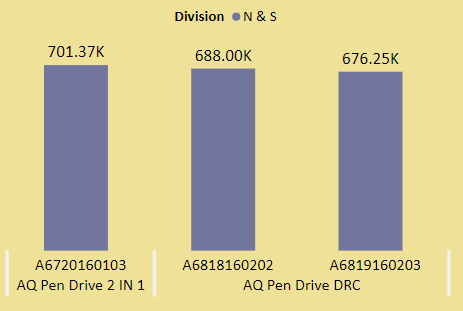 Division N & S
701.37K
688.00K
676.25K
A6720160103 A6818160202 A6819160203
AQ Pen Drive 2 IN 1 AQ Pen Drive DRC